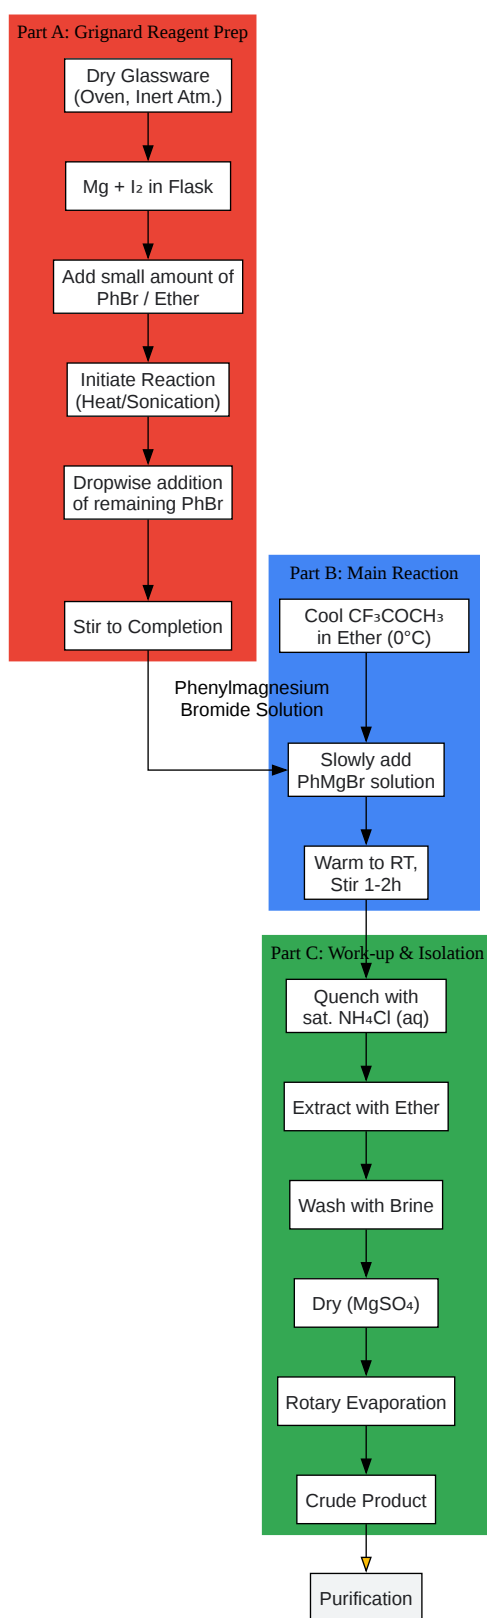 Part A: Grignard Reagent Prep
Dry Glassware
(Oven, Inert Atm.)
Mg + I₂ in Flask
Add small amount of
PhBr / Ether
Initiate Reaction
(Heat/Sonication)
Dropwise addition
of remaining PhBr
Stir to Completion
Phenylmagnesium
Bromide Solution
Part B: Main Reaction
Cool CF₃COCH₃
in Ether (0°C)
Slowly add
PhMgBr solution
Warm to RT,
Stir 1-2h
Part C: Work-up & Isolation
Quench with
sat. NH₄Cl (aq)
Extract with Ether
Wash with Brine
Dry (MgSO₄)
Rotary Evaporation
Crude Product
Purification